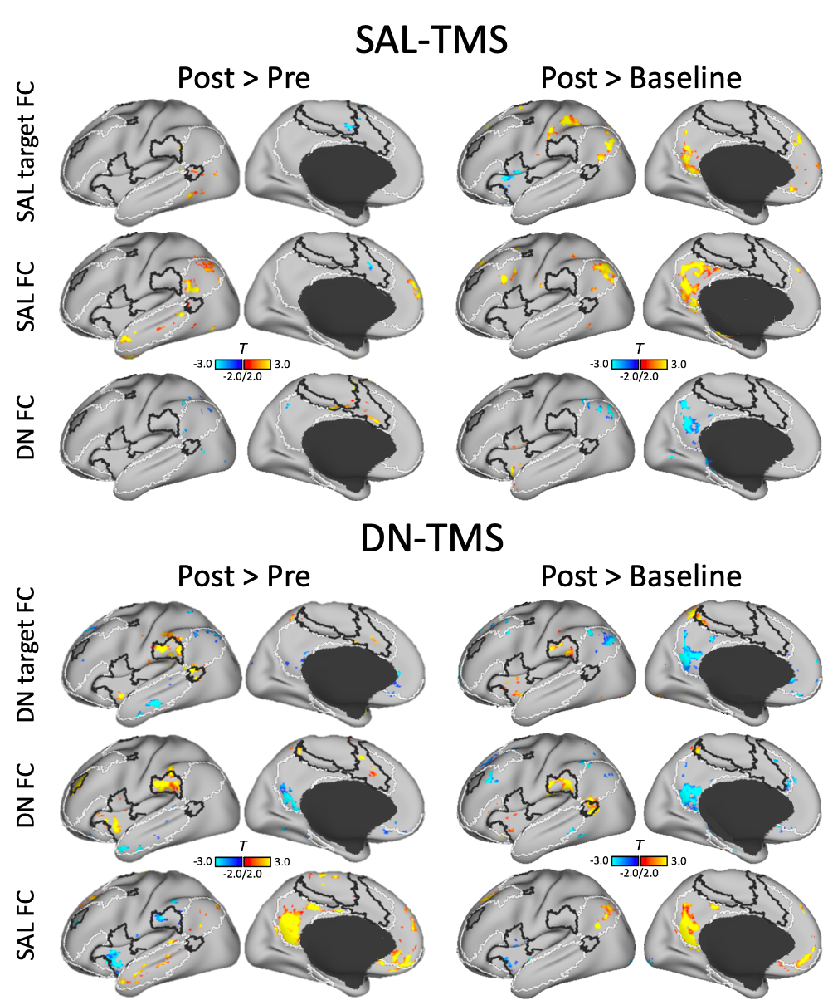 SAL-TMS
Post > Pre
Post > Baseline
SAL target FC
SAL FC
T
-3.0 3.0
-2.0/2.0
T
-3.0 3.0
-2.0/2.0
DN FC
DN-TMS
Post > Pre
Post > Baseline
DN target FC
DN FC
T
-3.0 3.0
-2.0/2.0
T
-3.0 3.0
-2.0/2.0
SAL FC